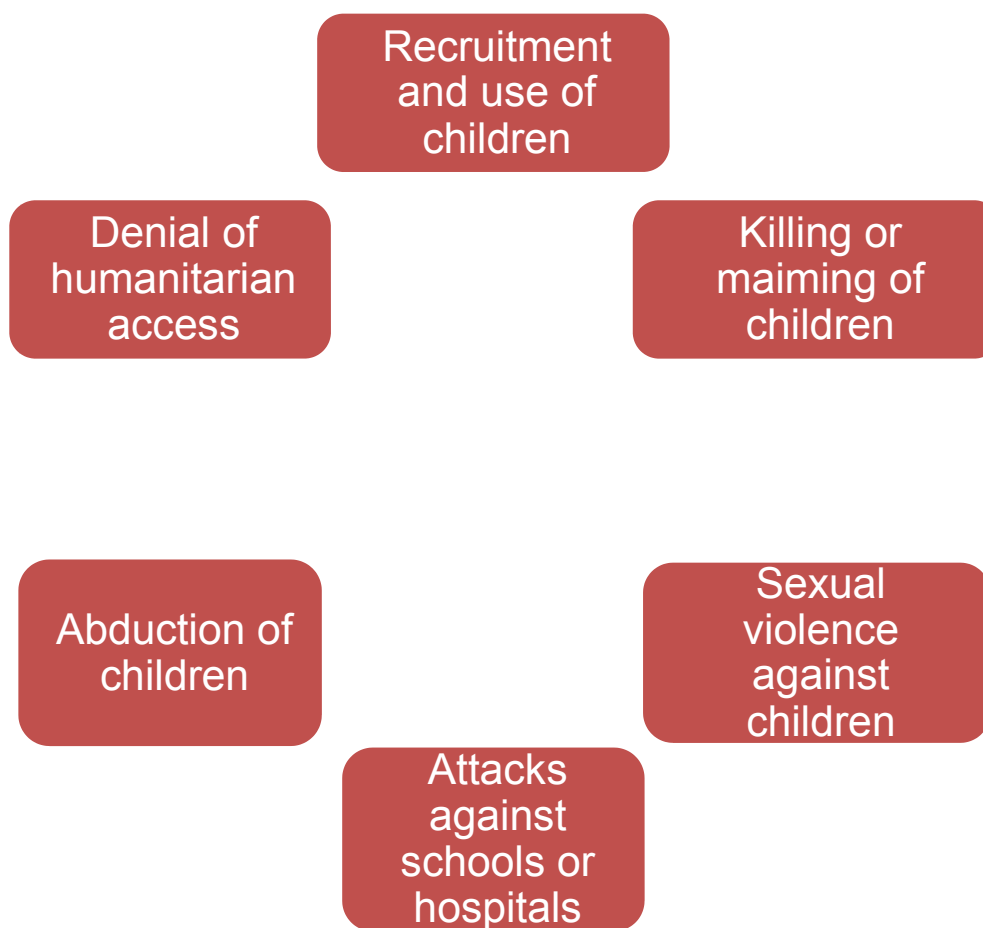 Recruitment
and use of
children
Denial of
humanitarian
access
Killing or
maiming of
children
Abduction of
children
Sexual
violence
against
children
Attacks
against
schools or
hospitals